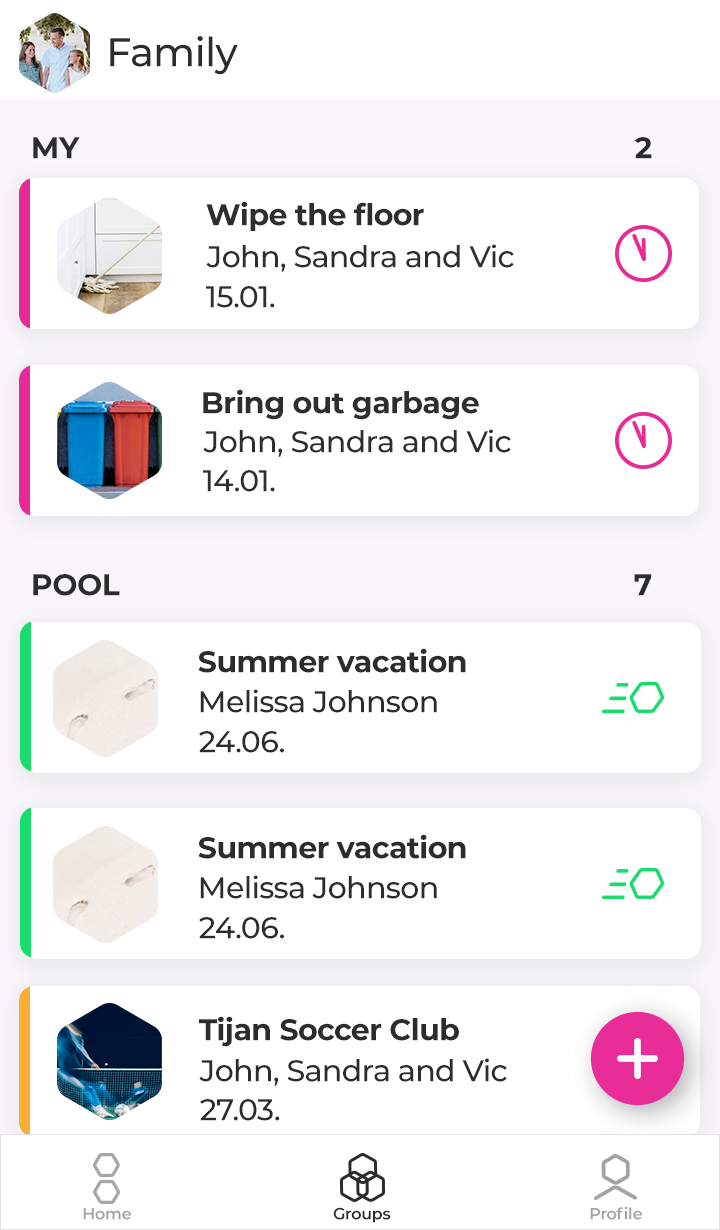 Family
MY 2
Wipe the floor
John, Sandra and Vic
15.01.
Bring out garbage
John, Sandra and Vic
14.01.
POOL 7
Summer vacation
Melissa Johnson
24.06.
Summer vacation
Melissa Johnson
24.06.
Tijan Soccer Club
John, Sandra and Vic
27.03.
Home Groups Profile